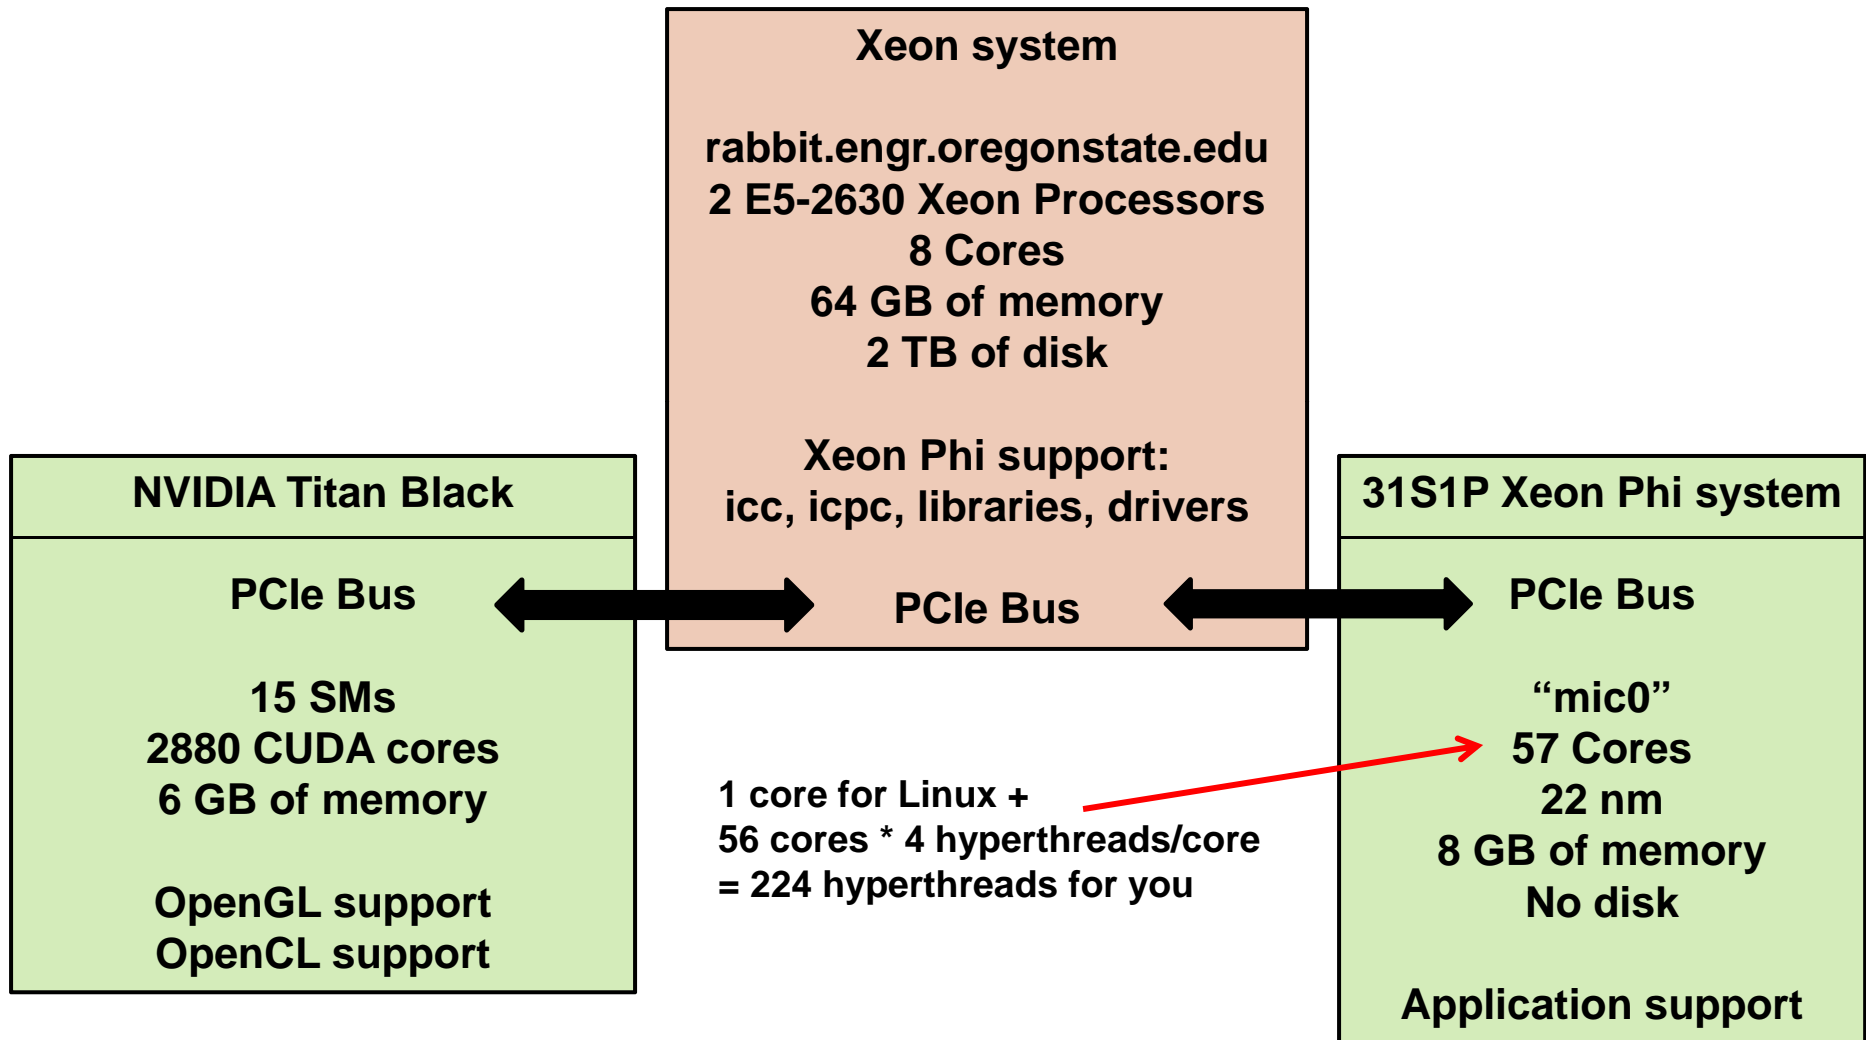 Xeon system
rabbit.engr.oregonstate.edu
2 E5-2630 Xeon Processors
8 Cores
64 GB of memory
2 TB of disk
Xeon Phi support:
icc, icpc, libraries, drivers
PCIe Bus
NVIDIA Titan Black
PCIe Bus
15 SMs
2880 CUDA cores
6 GB of memory
OpenGL support
OpenCL support
1 core for Linux +
56 cores * 4 hyperthreads/core
= 224 hyperthreads for you
31S1P Xeon Phi system
PCIe Bus
“mic0”
57 Cores
22 nm
8 GB of memory
No disk
Application support